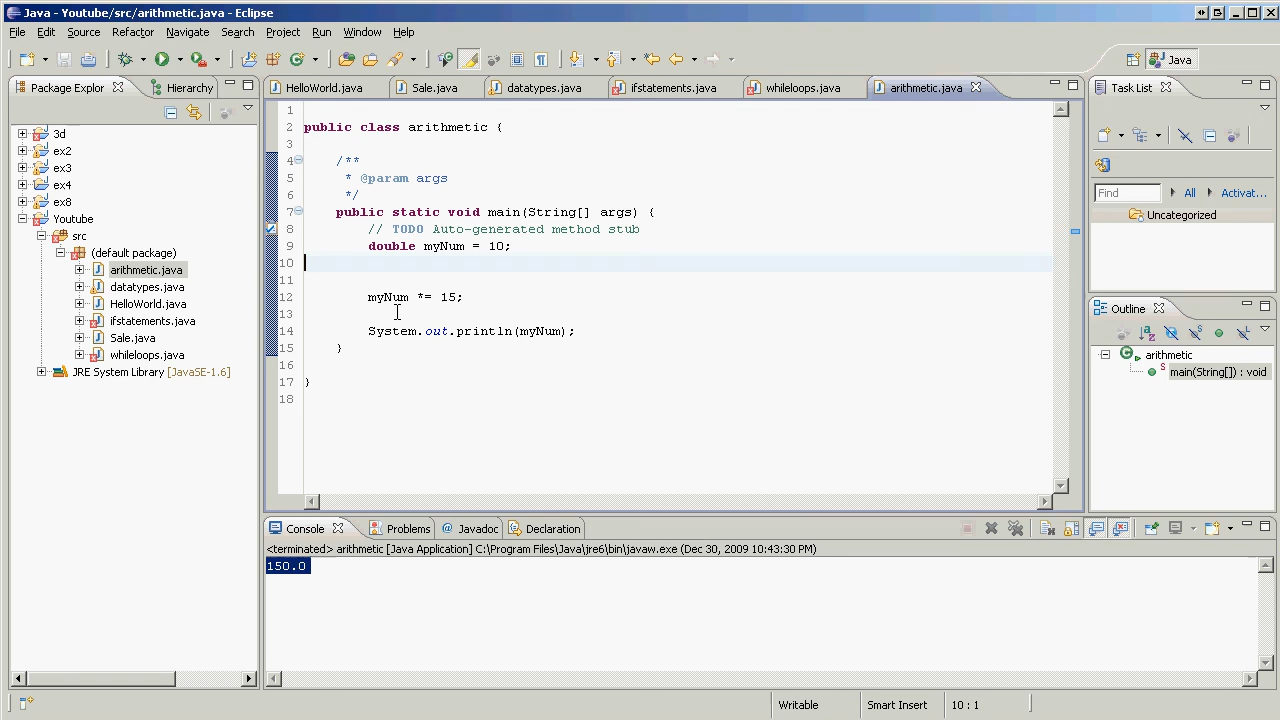 Java - Youtube/src/arithmetic.java - Eclipse
File Edit Source Refactor Navigate Search Project Run Window Help
Java
Package Explor Hierarchy
HelloWorld.java Sale.java datatypes.java ifstatements.java whileloops.java arithmetic.java
Task List
3d
ex2
ex3
ex4
ex8
Youtube
src
(default package)
arithmetic.java
datatypes.java
HelloWorld.java
ifstatements.java
Sale.java
whileloops.java
JRE System Library [JavaSE-1.6]
1
2 public class arithmetic {
3
4 /**
5 * @param args
6 */
7 public static void main(String[] args) {
8 // TODO Auto-generated method stub
9 double myNum = 10;
10
11
12 myNum *= 15;
13
14 System.out.println(myNum);
15 }
16
17 }
18
Find All Activat...
Uncategorized
Outline
arithmetic
main(String[]) : void
Console Problems @ Javadoc Declaration
<terminated> arithmetic [Java Application] C:\Program Files\Java\jre6\bin\javaw.exe (Dec 30, 2009 10:43:30 PM)
150.0
Writable Smart Insert 10 : 1